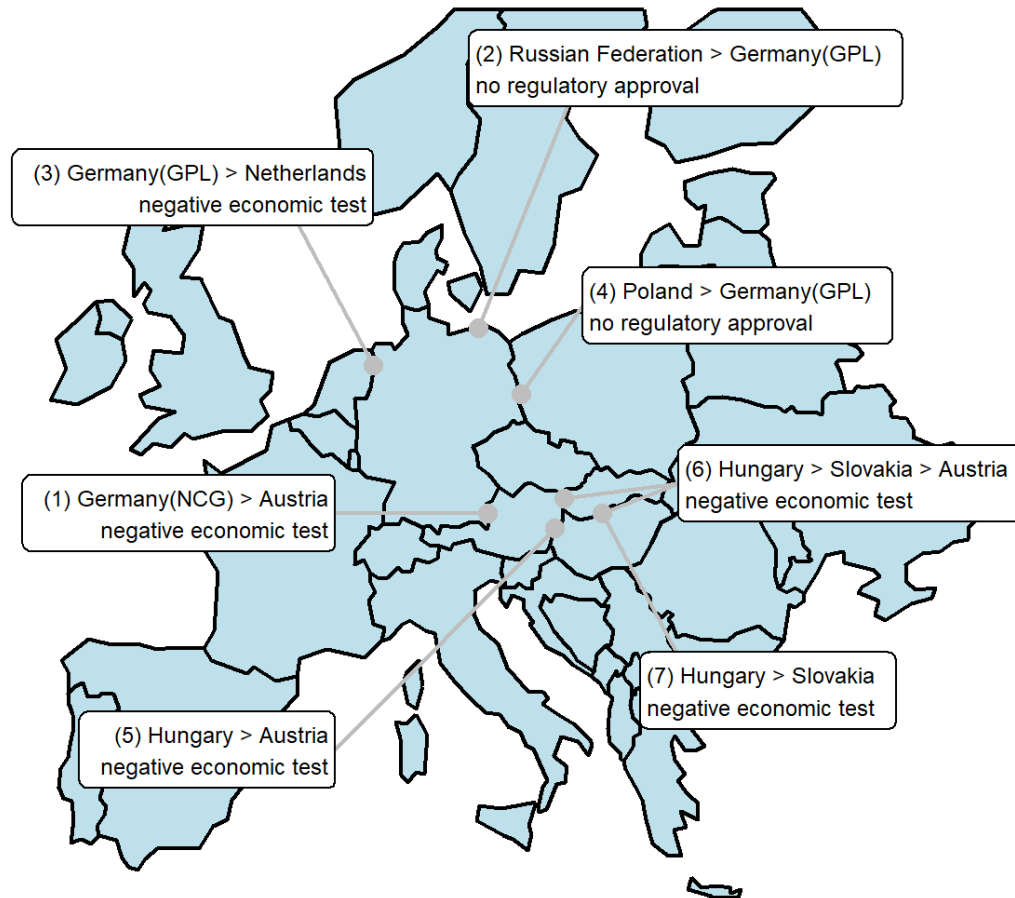 (2) Russian Federation > Germany(GPL)
no regulatory approval
(3) Germany(GPL) > Netherlands
negative economic test
(4) Poland > Germany(GPL)
no regulatory approval
(6) Hungary > Slovakia > Austria
negative economic test
(1) Germany(NCG) > Austria
negative economic test
(7) Hungary > Slovakia
negative economic test
(5) Hungary > Austria
negative economic test